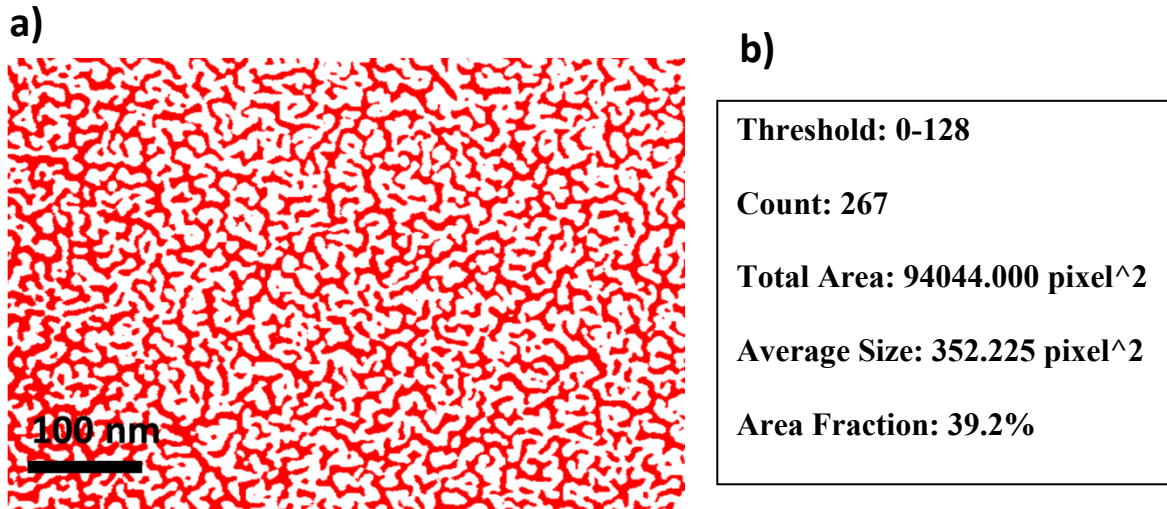 a)
100 nm
b)
Threshold: 0-128
Count: 267
Total Area: 94044.000 pixel^2
Average Size: 352.225 pixel^2
Area Fraction: 39.2%